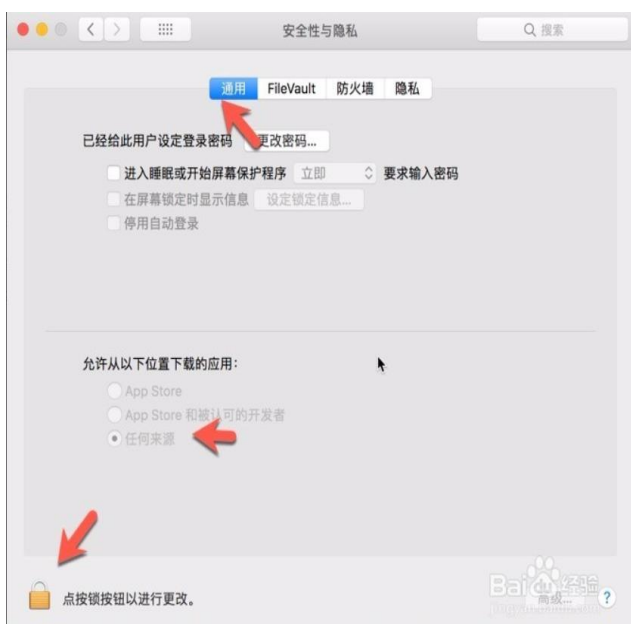 安全性与隐私
搜索
通用 FileVault 防火墙 隐私
已经给此用户设定登录密码 更改密码...
进入睡眠或开始屏幕保护程序 立即 要求输入密码
在屏幕锁定时显示信息 设定锁定信息...
停用自动登录
允许从以下位置下载的应用：
App Store
App Store 和被认可的开发者
任何来源
点按锁按钮以进行更改。
高级... ?
Bai du 经验